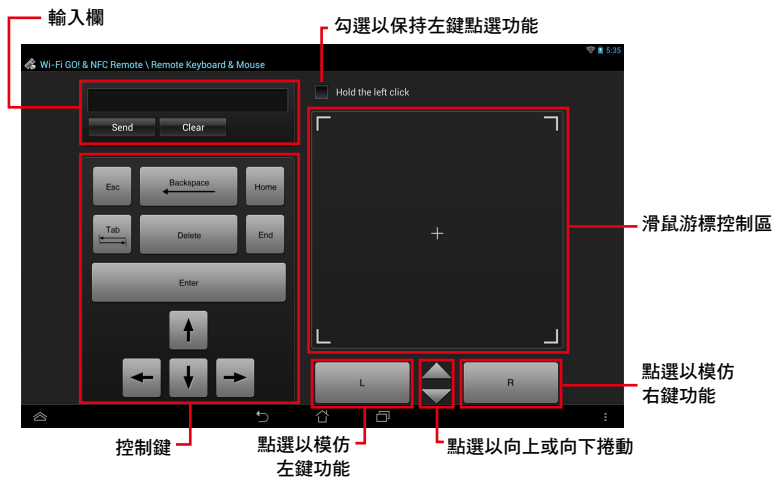 輸入欄
勾選以保持左鍵點選功能
5:35
Wi-Fi GO! & NFC Remote \ Remote Keyboard & Mouse
Hold the left click
Send
Clear
Esc
Backspace
Home
Tab
Delete
End
Enter
滑鼠游標控制區
L
R
點選以模仿
右鍵功能
控制鍵
點選以模仿
左鍵功能
點選以向上或向下捲動